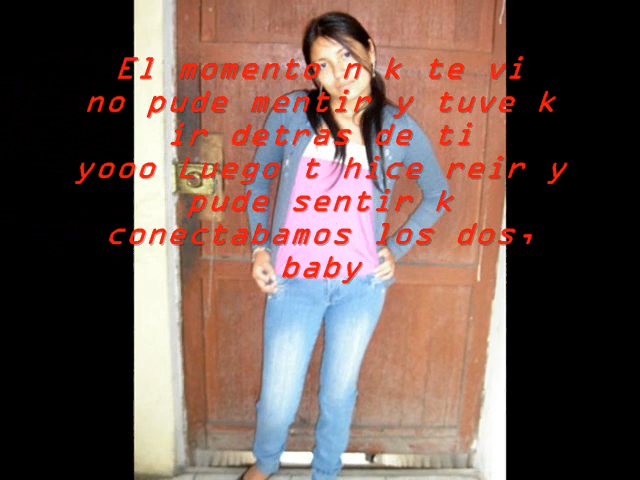 El momento n k te vi
no pude mentir y tuve k
ir detras de ti
yooo Luego t hice reir y
pude sentir k
conectabamos los dos,
baby